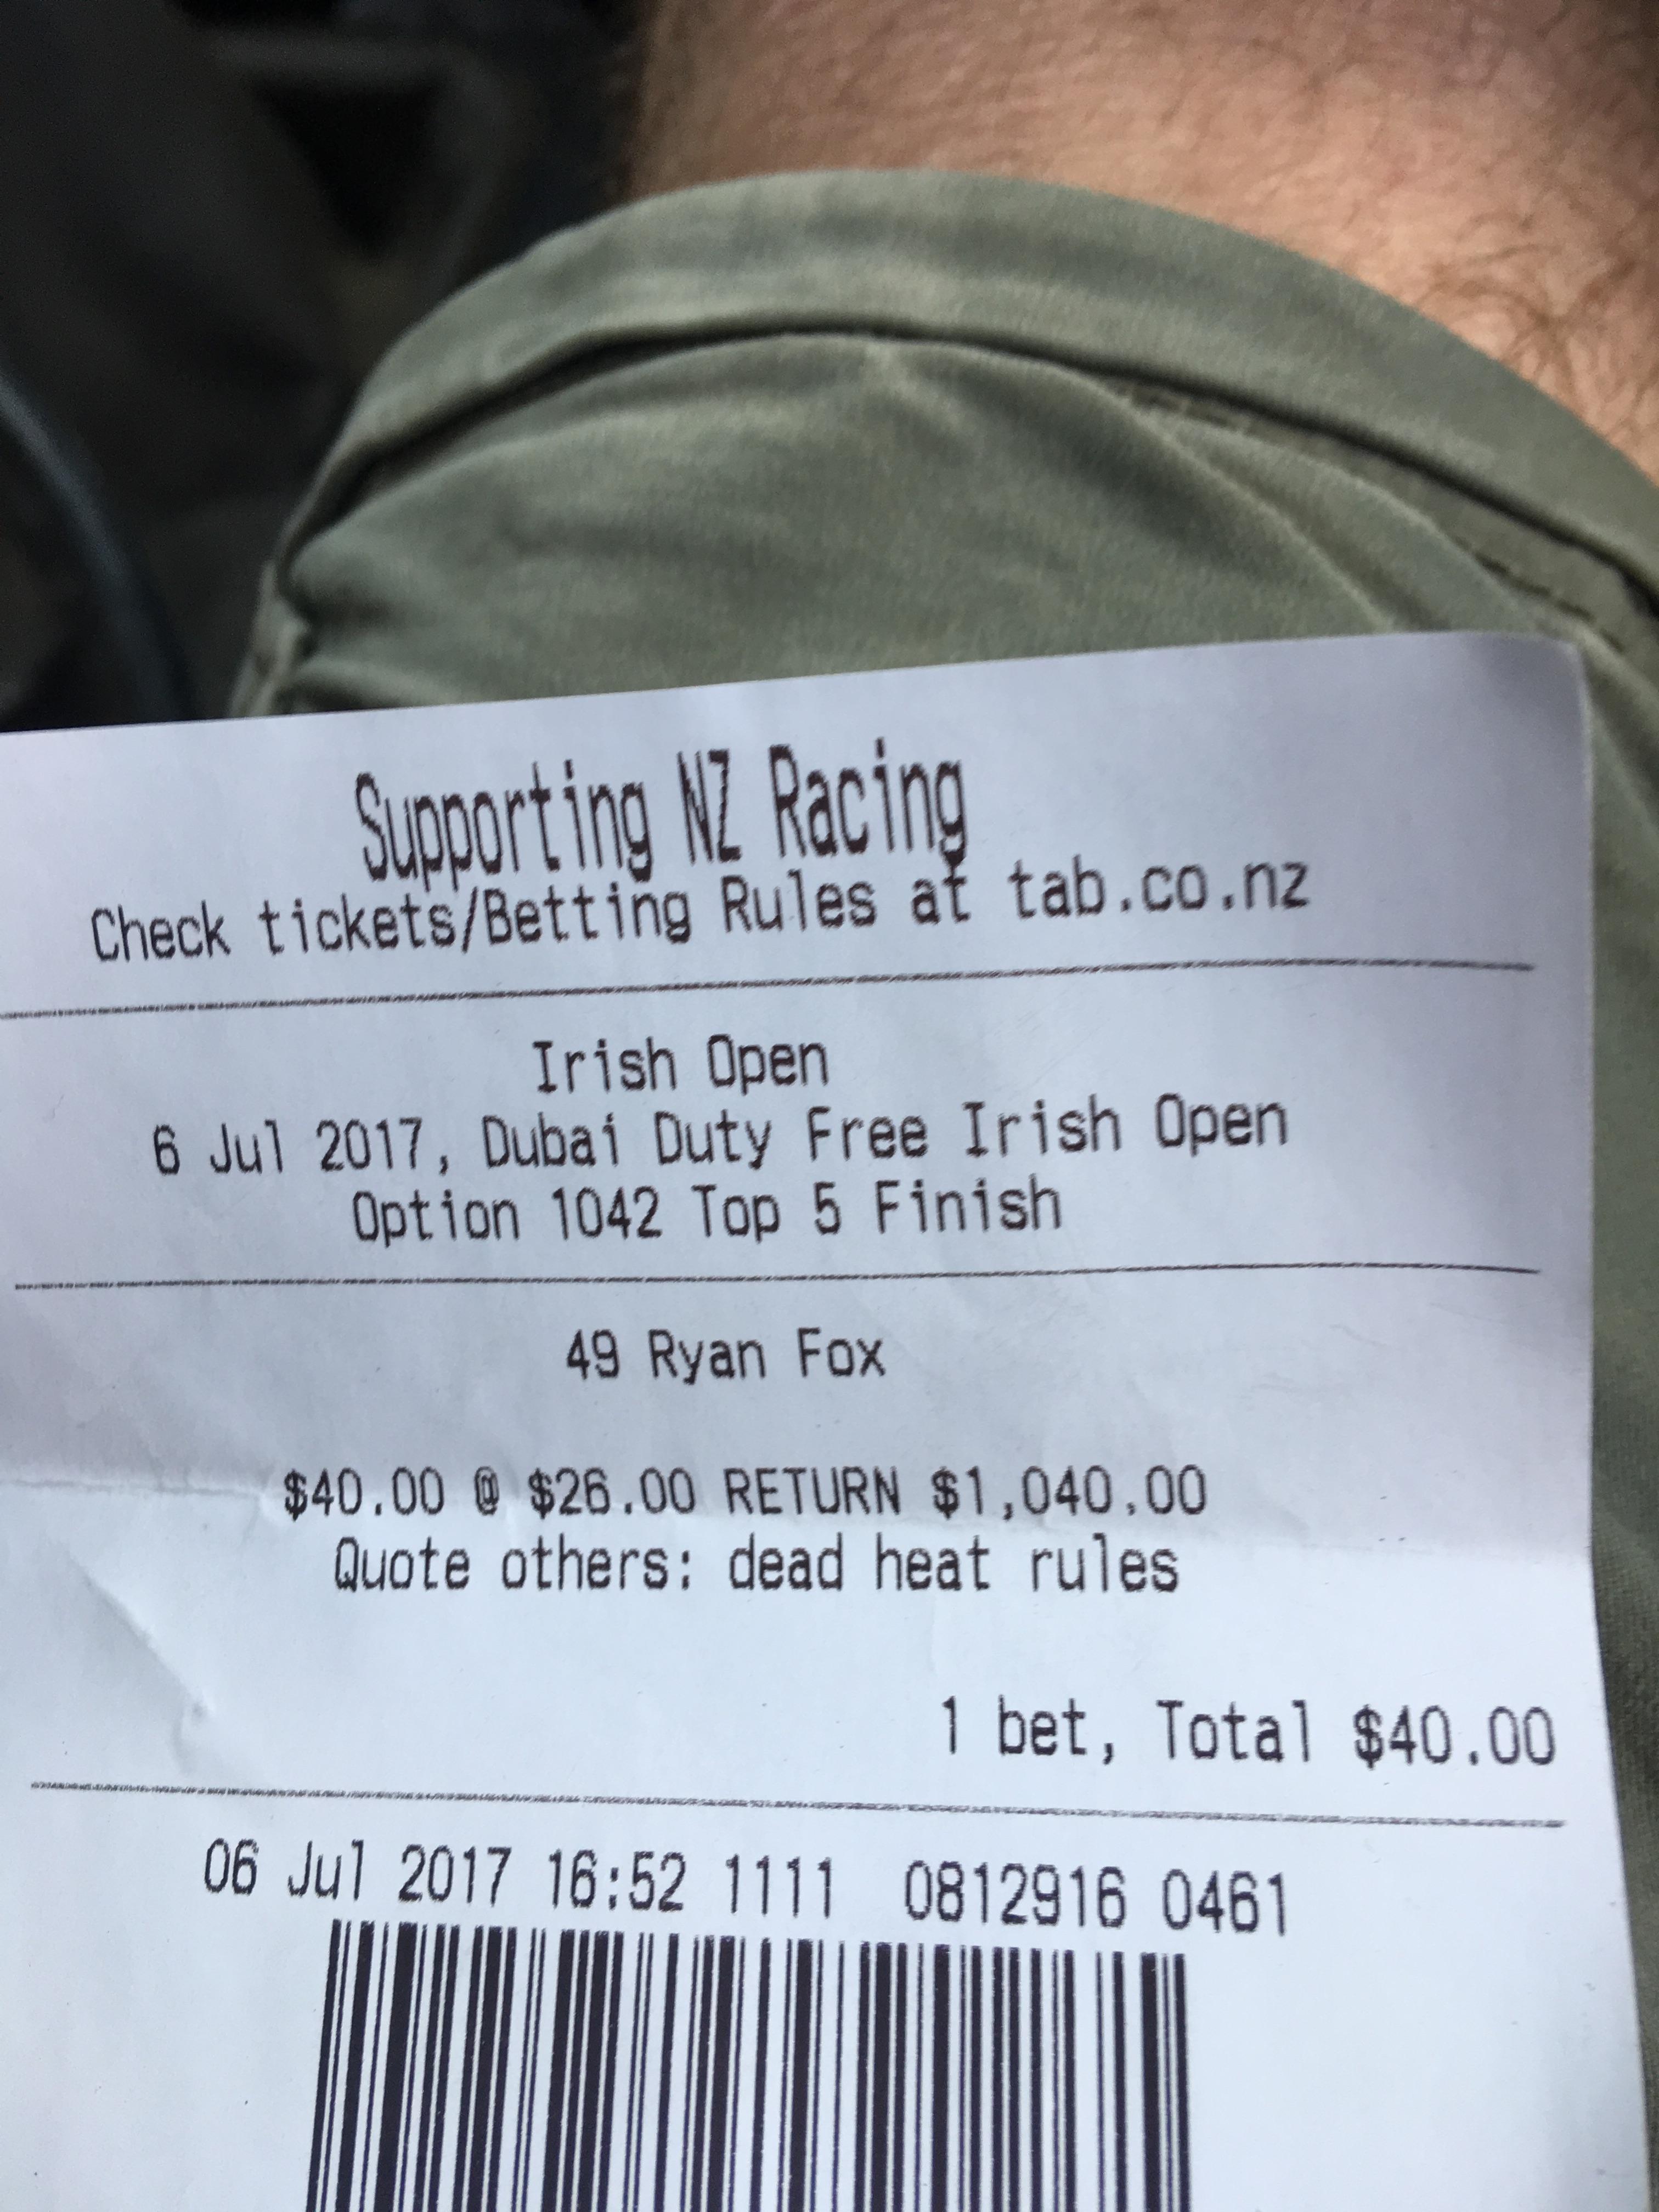 Supporting NZ Racing
Check tickets/Betting Rules at tab.co.nz
Irish Open
6 Jul 2017, Dubai Duty Free Irish Open
Option 1042 Top 5 Finish
49 Ryan Fox
$40.00 @ $26.00 RETURN $1,040.00
Quote others: dead heat rules
1 bet, Total $40.00
06 Jul 2017 16:52 1111 0812916 0461